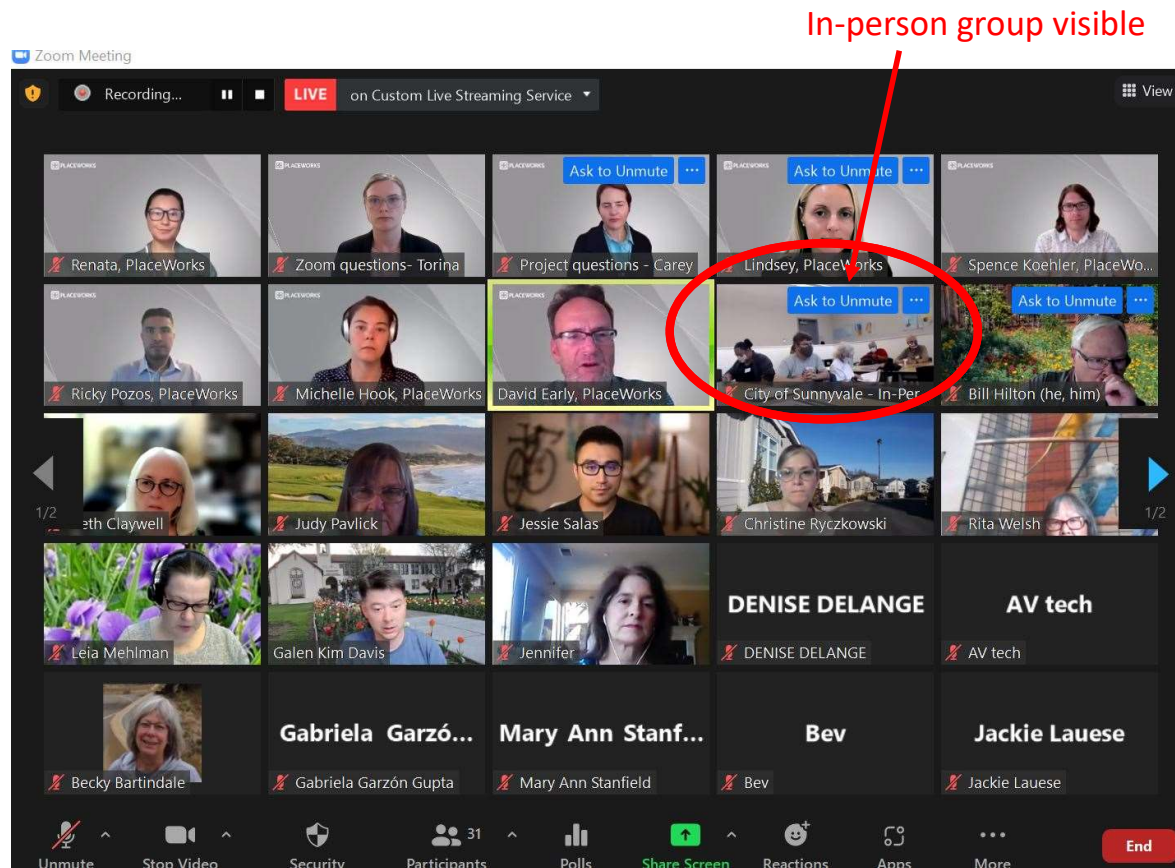 In-person group visible
Zoom Meeting
Recording...
LIVE on Custom Live Streaming Service
View
PLACEWORKS
Renata, PlaceWorks
PLACEWORKS
Zoom questions- Torina
PLACEWORKS
Ask to Unmute ...
Project questions - Carey
PLACEWORKS
Ask to Unmute ...
Lindsey, PlaceWorks
PLACEWORKS
Spence Koehler, PlaceWo...
PLACEWORKS
Ricky Pozos, PlaceWorks
PLACEWORKS
Michelle Hook, PlaceWorks
PLACEWORKS
David Early, PlaceWorks
Ask to Unmute ...
City of Sunnyvale - In-Per
Ask to Unmute ...
Bill Hilton (he, him)
1/2
eth Claywell
Judy Pavlick
Jessie Salas
Christine Ryczkowski
Rita Welsh
1/2
Leia Mehlman
Galen Kim Davis
Jennifer
DENISE DELANGE
DENISE DELANGE
AV tech
AV tech
Becky Bartindale
Gabriela Garzó...
Gabriela Garzón Gupta
Mary Ann Stanf...
Mary Ann Stanfield
Bev
Bev
Jackie Lauese
Jackie Lauese
Unmute
Stop Video
Security
31
Participants
Polls
Share Screen
Reactions
Apps
More
End